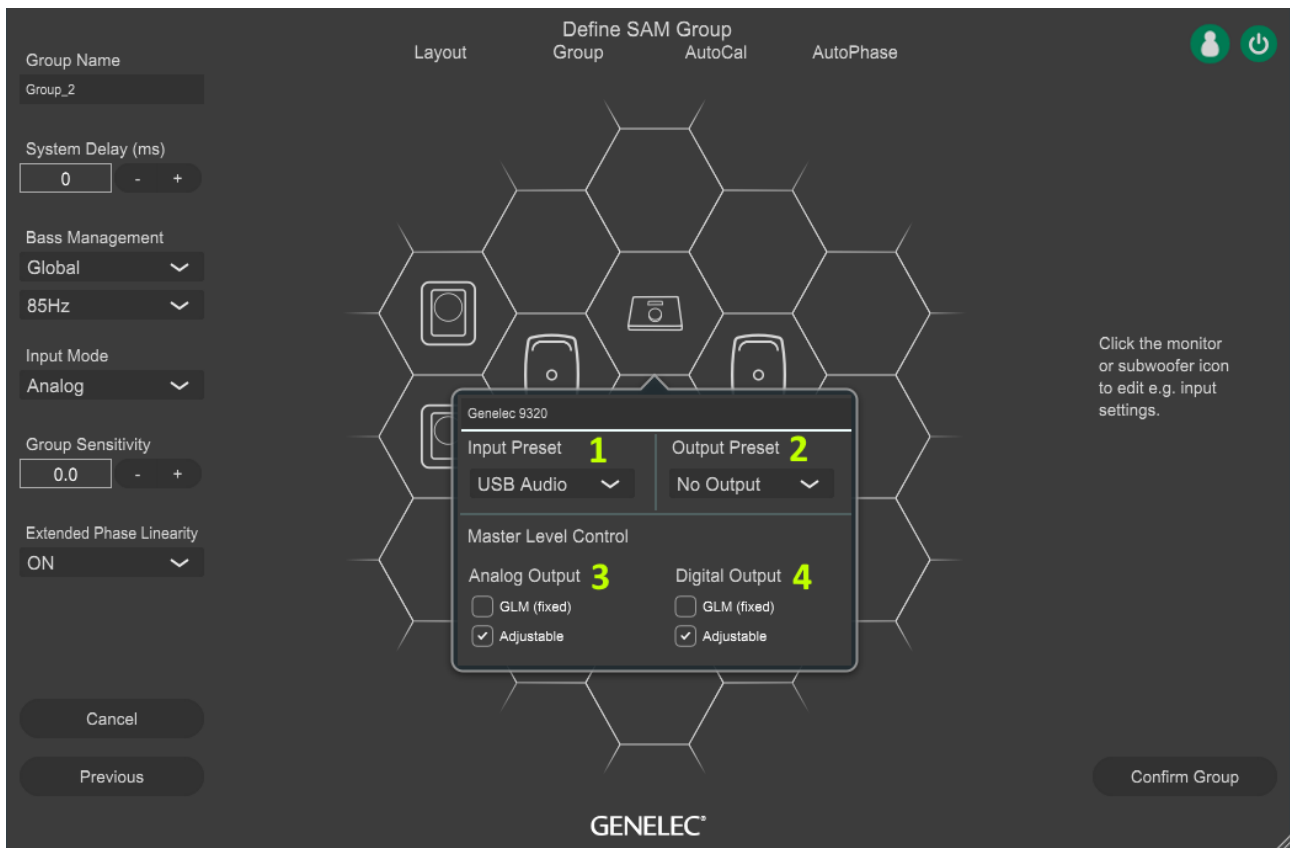 Define SAM Group
Layout Group AutoCal AutoPhase
Group Name
Group_2
System Delay (ms)
0 - +
Bass Management
Global
85Hz
Input Mode
Analog
Group Sensitivity
0.0 - +
Extended Phase Linearity
ON
Cancel
Previous
Genelec 9320
Input Preset 1
USB Audio
Output Preset 2
No Output
Master Level Control
Analog Output 3
GLM (fixed)
Adjustable
Digital Output 4
GLM (fixed)
Adjustable
Click the monitor
or subwoofer icon
to edit e.g. input
settings.
Confirm Group
GENELEC®